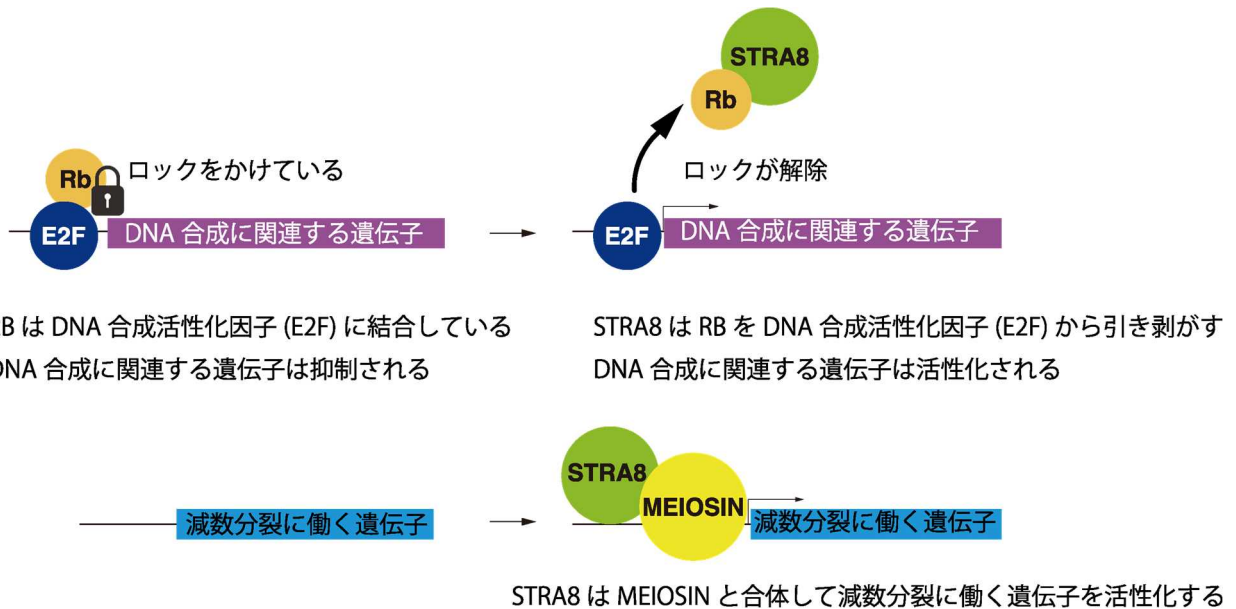 STRA8
Rb
Rb
ロックをかけている
ロックが解除
E2F
DNA 合成に関連する遺伝子
E2F
DNA 合成に関連する遺伝子
B は DNA 合成活性化因子 (E2F) に結合している
STRA8 は RB を DNA 合成活性化因子 (E2F) から引き剥がす
DNA 合成に関連する遺伝子は抑制される
DNA 合成に関連する遺伝子は活性化される
STRA8
MEIOSIN
減数分裂に働く遺伝子
減数分裂に働く遺伝子
STRA8 は MEIOSIN と合体して減数分裂に働く遺伝子を活性化する